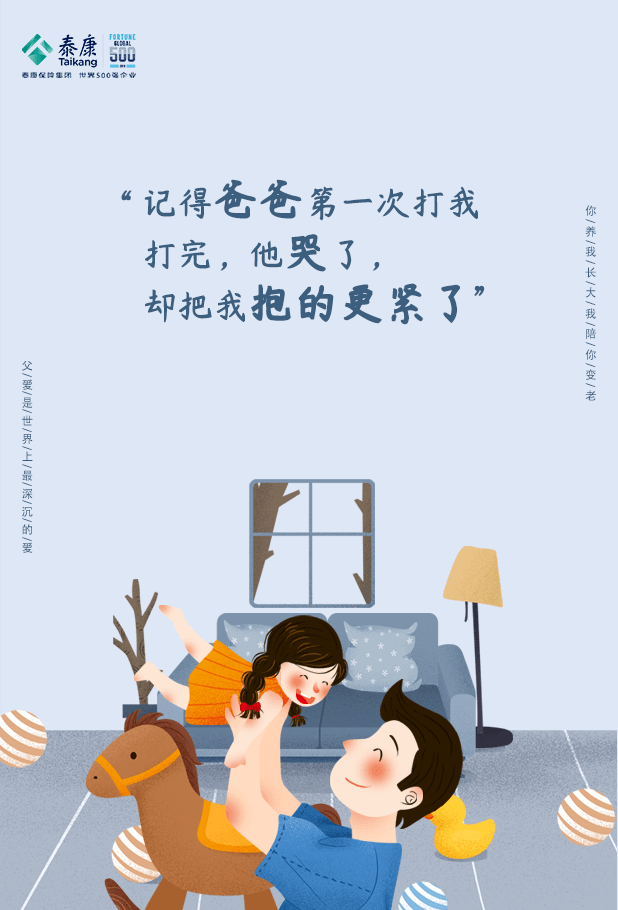 泰康
Taikang
FORTUNE
GLOBAL
500
泰康保险集团 世界500强企业
“记得爸爸第一次打我
打完，他哭了，
却把我抱的更紧了”
你/养/我/长/大/我/陪/你/变/老
父/爱/是/世/界/上/最/深/沉/的/爱